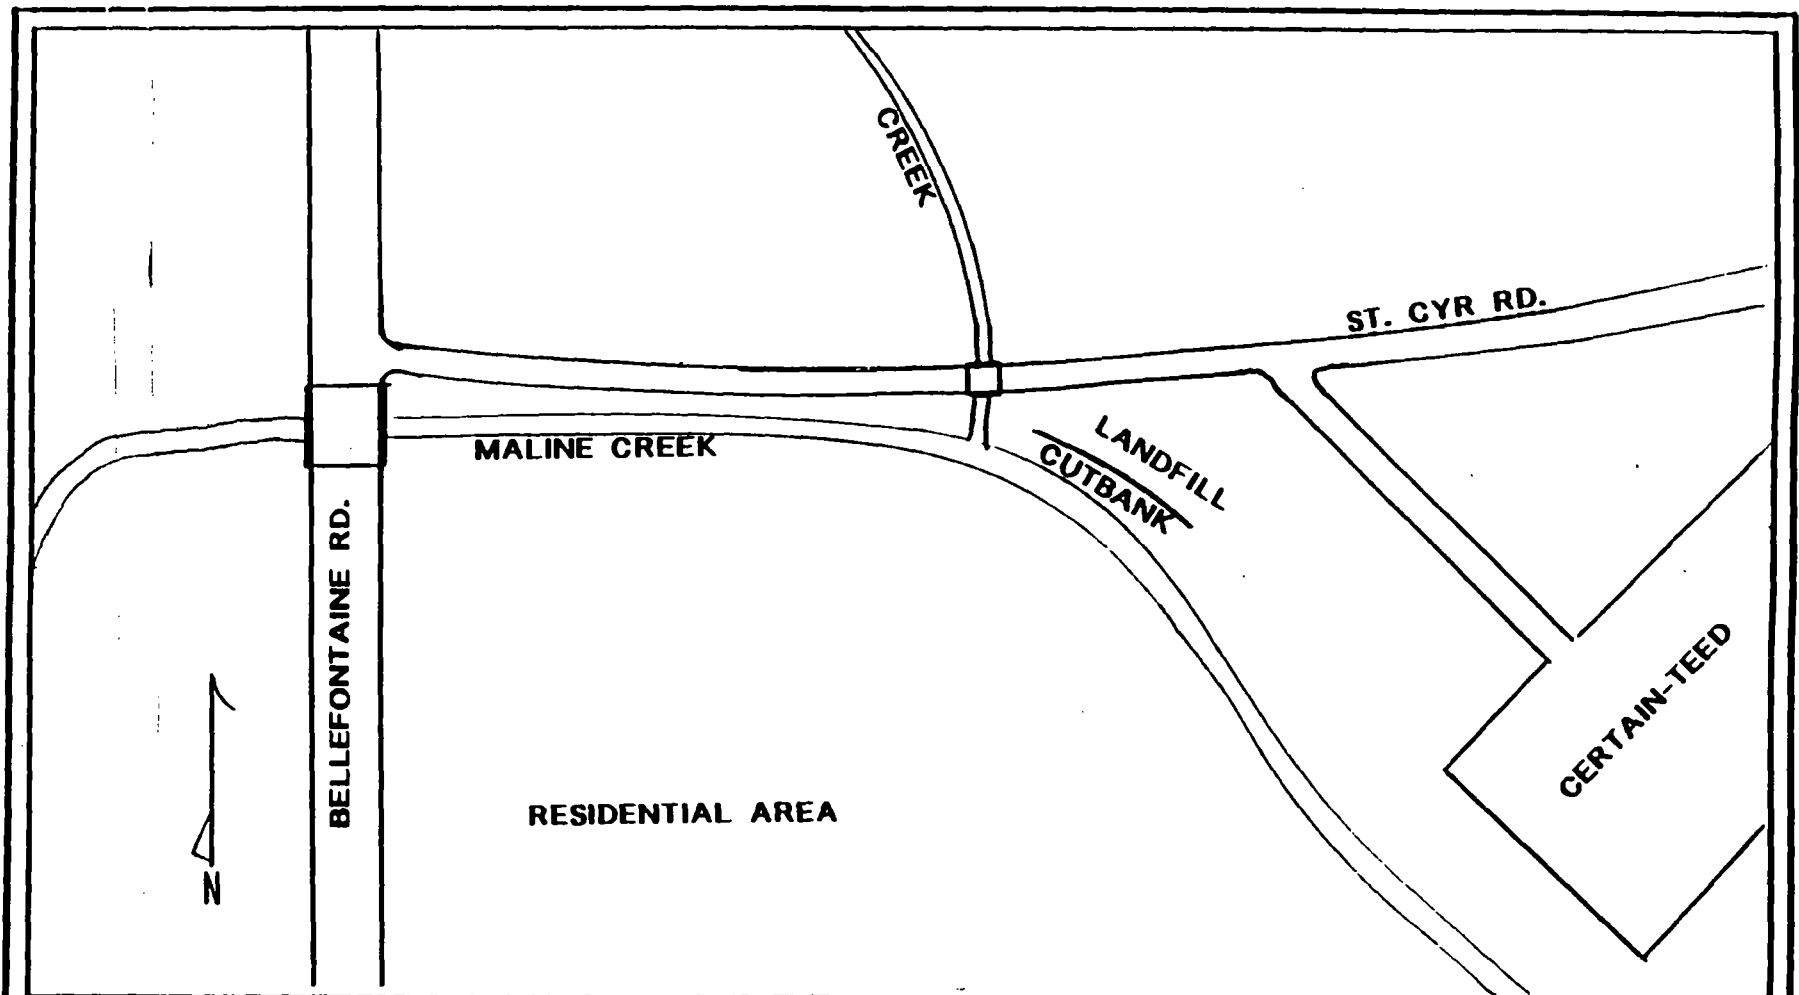 CREEK
ST. CYR RD.
MALINE CREEK
LANDFILL
CUTBANK
BELLEFONTAINE RD.
CERTAIN-TEED
RESIDENTIAL AREA
N